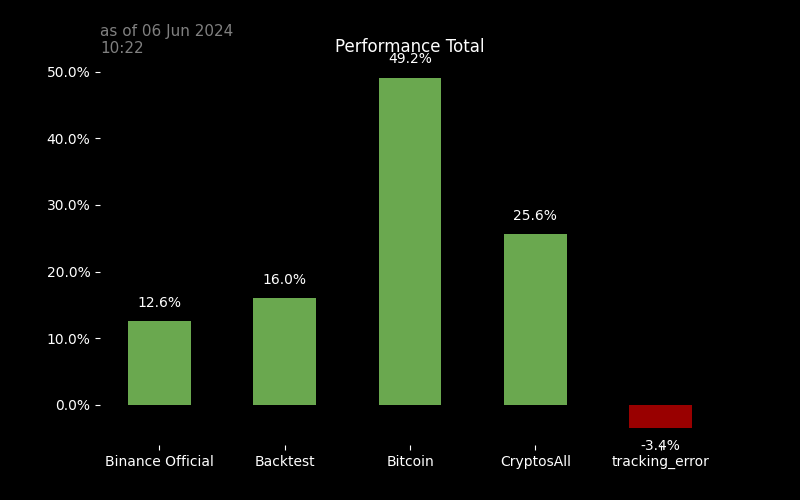 as of 06 Jun 2024
10:22
Performance Total
50.0%
40.0%
30.0%
20.0%
10.0%
0.0%
12.6%
16.0%
49.2%
25.6%
-3.4%
Binance Official
Backtest
Bitcoin
CryptosAll
tracking_error